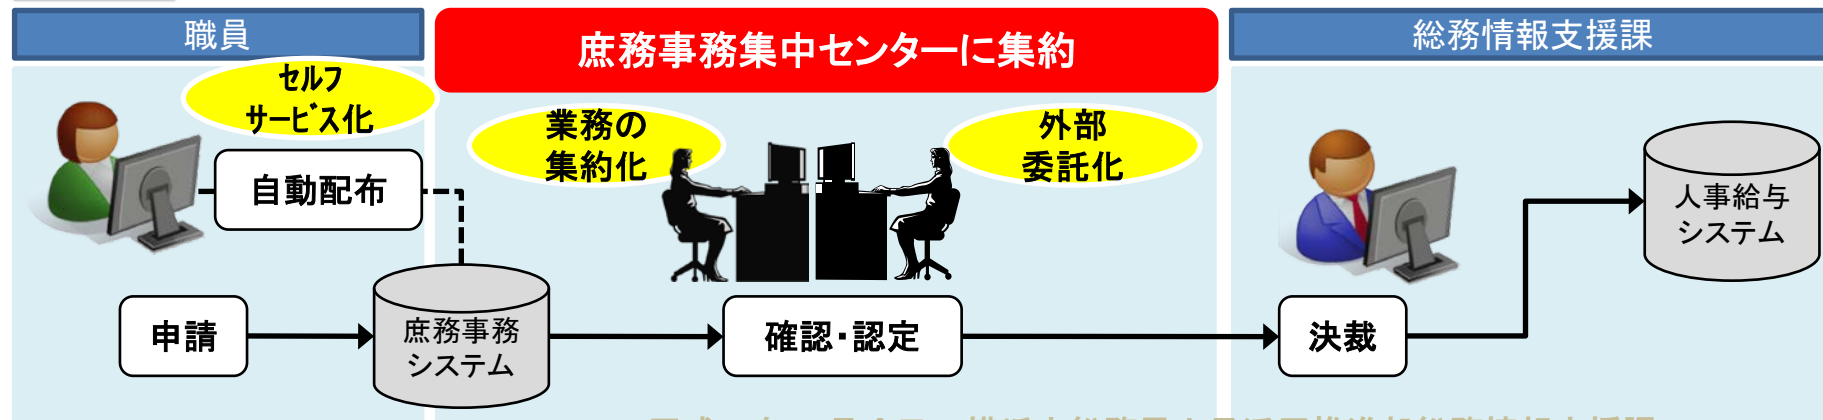 職員
庶務事務集中センターに集約
総務情報支援課
セルフ
サービス化
業務の
集約化
外部
委託化
自動配布
人事給与
システム
申請
庶務事務
システム
確認・認定
決裁